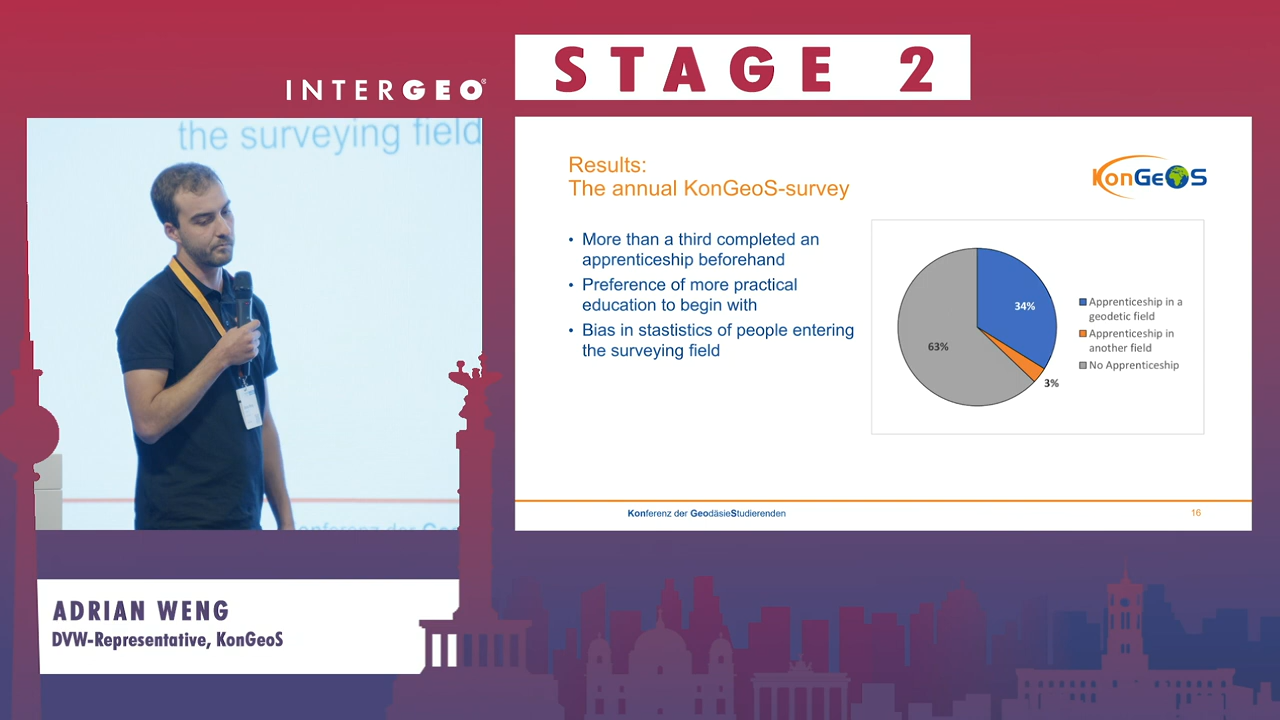 STAGE 2
INTERGEO®
the surveying field
Results:
The annual KonGeoS-survey
KonGeoS
• More than a third completed an
apprenticeship beforehand
• Preference of more practical
education to begin with
• Bias in stastistics of people entering
the surveying field
34%
63%
3%
Apprenticeship in a
geodetic field
Apprenticeship in
another field
No Apprenticeship
Konferenz der GeodäsieStudierenden
16
onferenz der Geo
ADRIAN WENG
DVW-Representative, KonGeoS